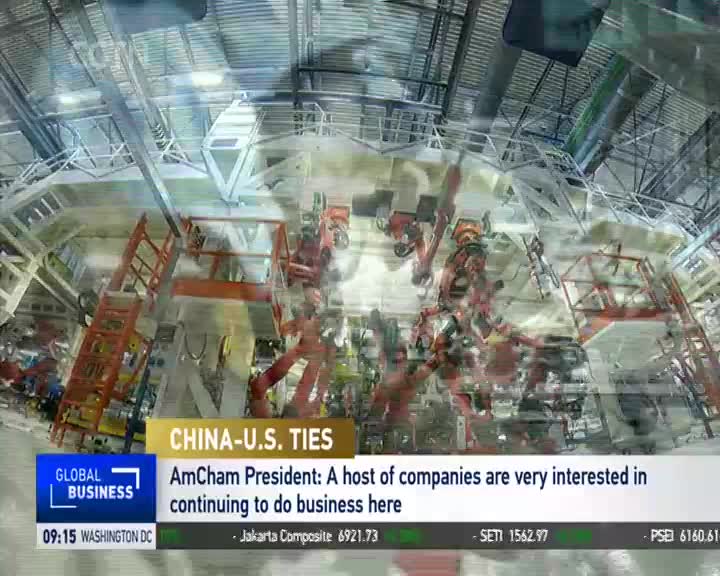 CHINA-U.S. TIES
GLOBAL
BUSINESS
AmCham President: A host of companies are very interested in
continuing to do business here
09:15 WASHINGTON DC
- Jakarta Composite 6921.73 - SETI 1562.97 - PSEI 6160.61